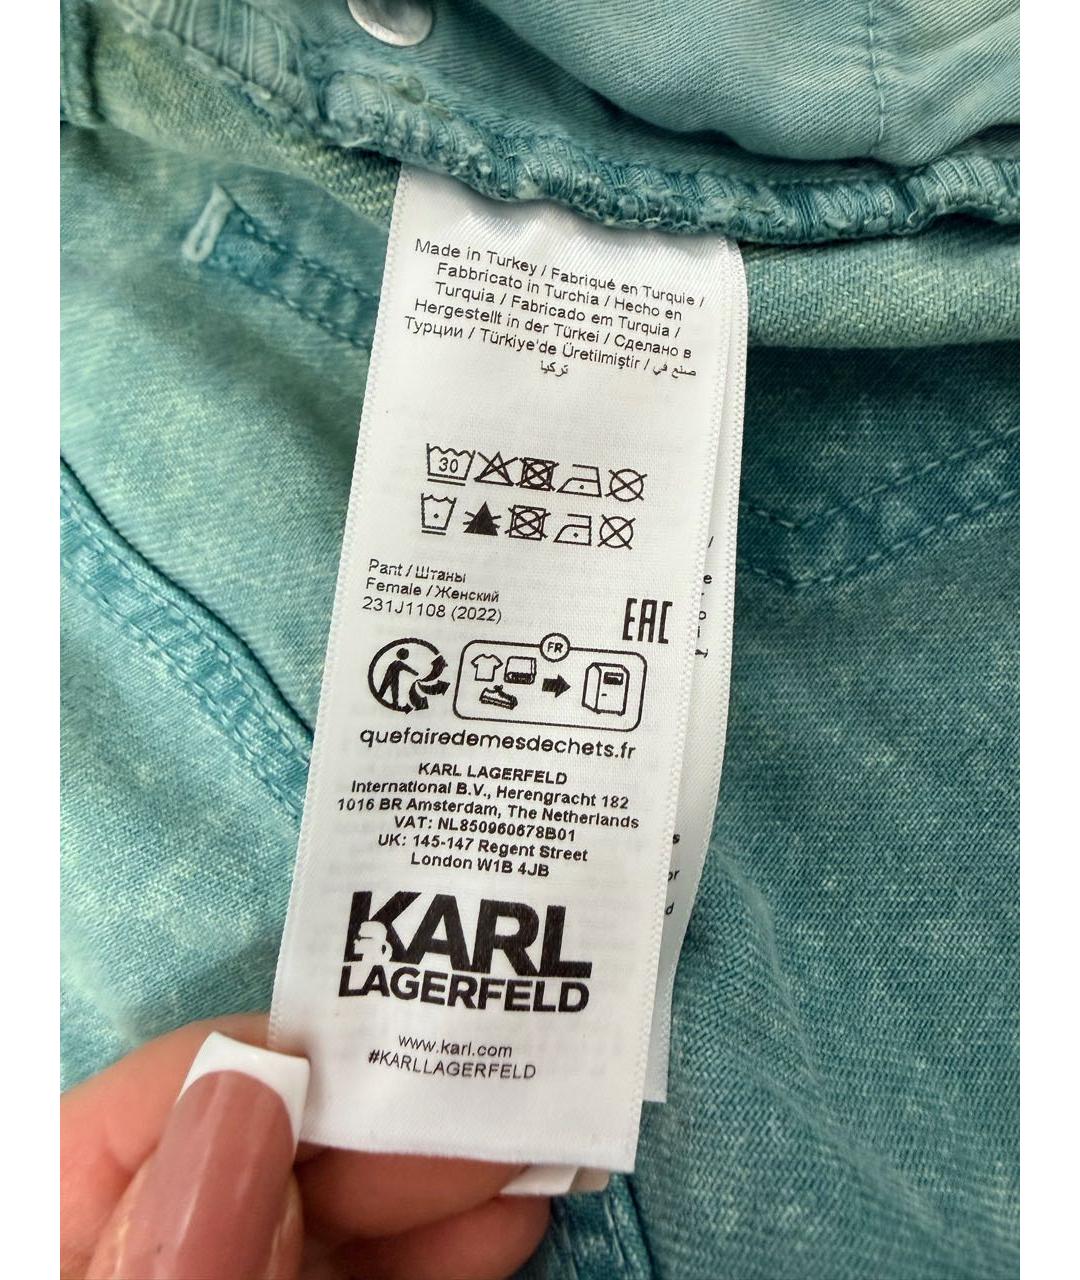 Made in Turkey / Fabriqué en Turquie /
Fabbricato in Turchia / Hecho en
Turquia / Fabricado em Turquia /
Hergestellt in der Türkei / Сделано в
Турции / Türkiye'de Üretilmiştir / صنع في
تركيا
30
Pant / Штаны
Female / Женский
231J1108 (2022)
EAC
FR
quefairedemesdechets.fr
KARL LAGERFELD
International B.V., Herengracht 182
1016 BR Amsterdam, The Netherlands
VAT: NL850960678B01
UK: 145-147 Regent Street
London W1B 4JB
KARL
LAGERFELD
www.karl.com
#KARLLAGERFELD